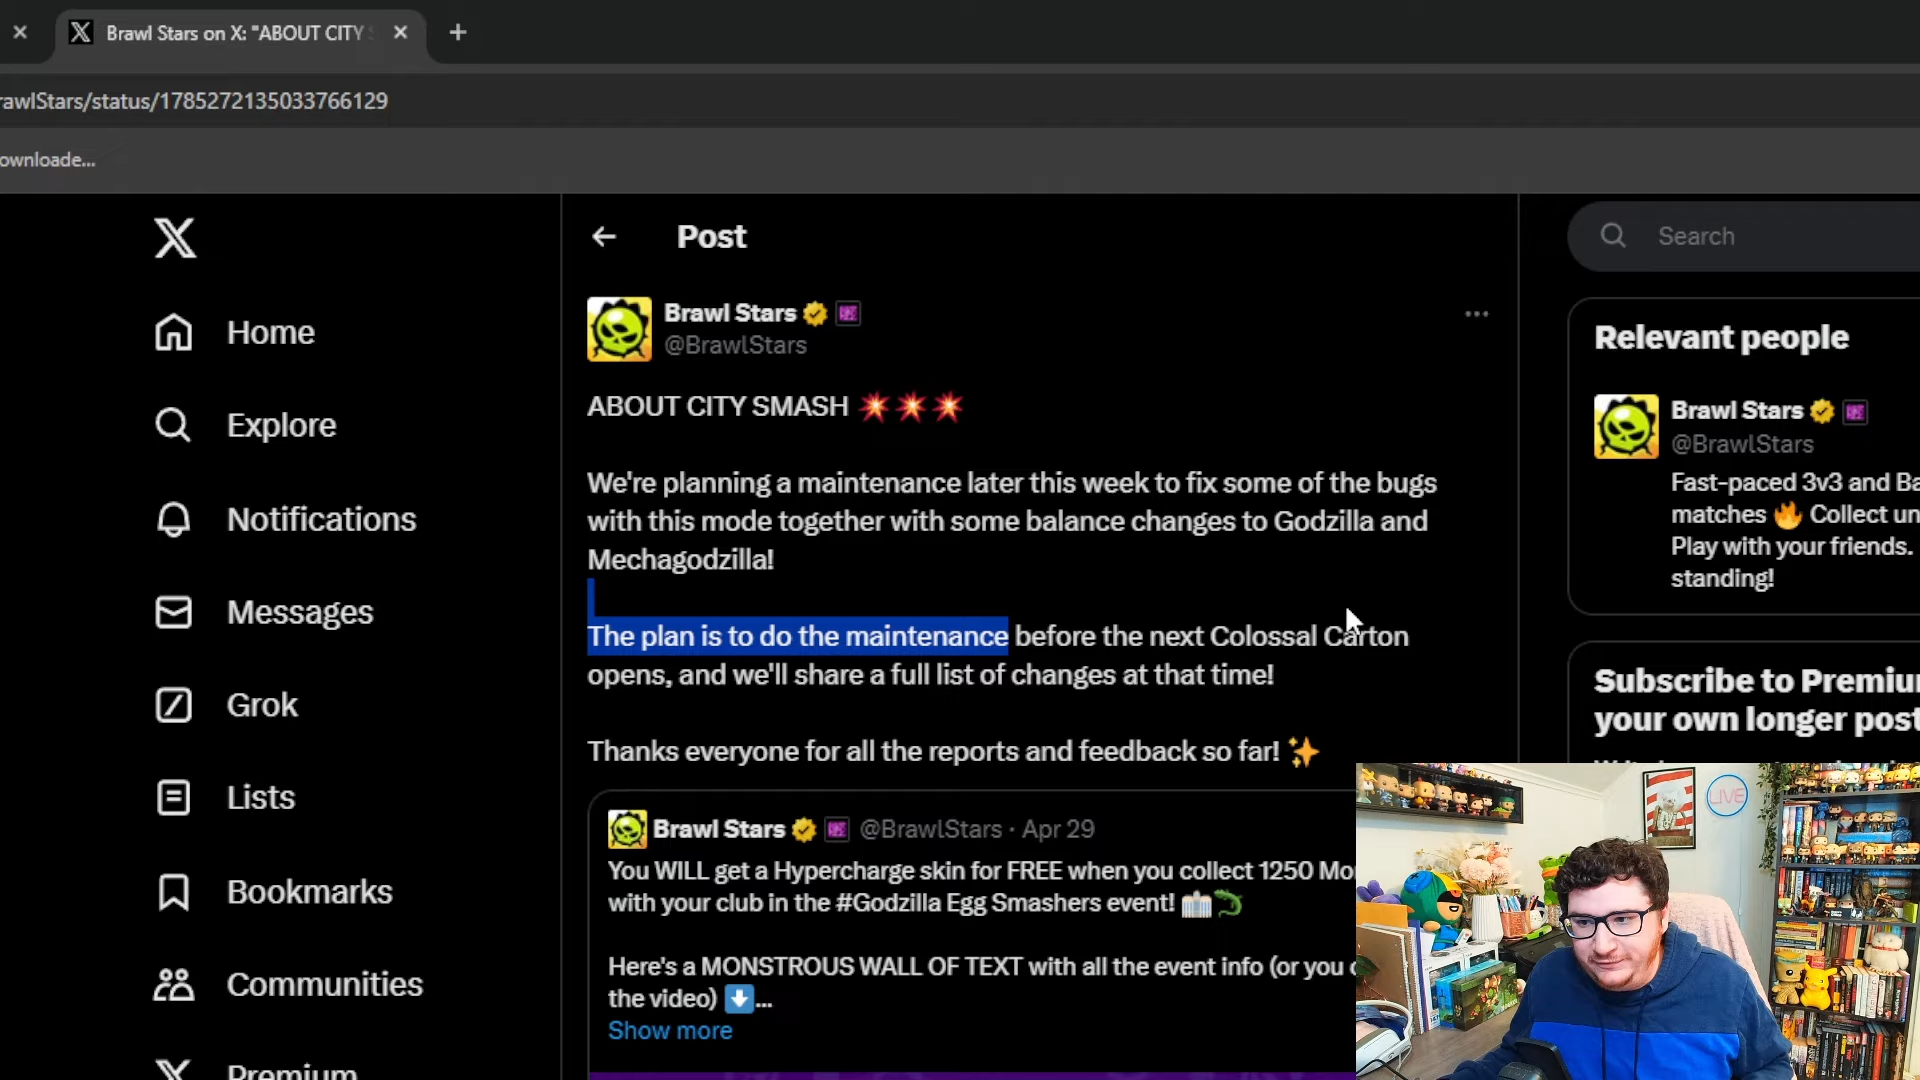 Brawl Stars on X: "ABOUT CITY S
rawlStars/status/1785272135033766129
ownloade...
Post
Search
Home
Explore
Notifications
Messages
Grok
Lists
Bookmarks
Communities
Premium
Brawl Stars
@BrawlStars
ABOUT CITY SMASH 💥💥💥
We're planning a maintenance later this week to fix some of the bugs
with this mode together with some balance changes to Godzilla and
Mechagodzilla!
The plan is to do the maintenance before the next Colossal Carton
opens, and we'll share a full list of changes at that time!
Thanks everyone for all the reports and feedback so far! ✨
Brawl Stars @BrawlStars · Apr 29
You WILL get a Hypercharge skin for FREE when you collect 1250 Mo
with your club in the #Godzilla Egg Smashers event!
Here's a MONSTROUS WALL OF TEXT with all the event info (or you
the video) ⬇️...
Show more
Relevant people
Brawl Stars
@BrawlStars
Fast-paced 3v3 and Ba
matches 🔥 Collect un
Play with your friends.
standing!
Subscribe to Premiu
your own longer post
LIVE